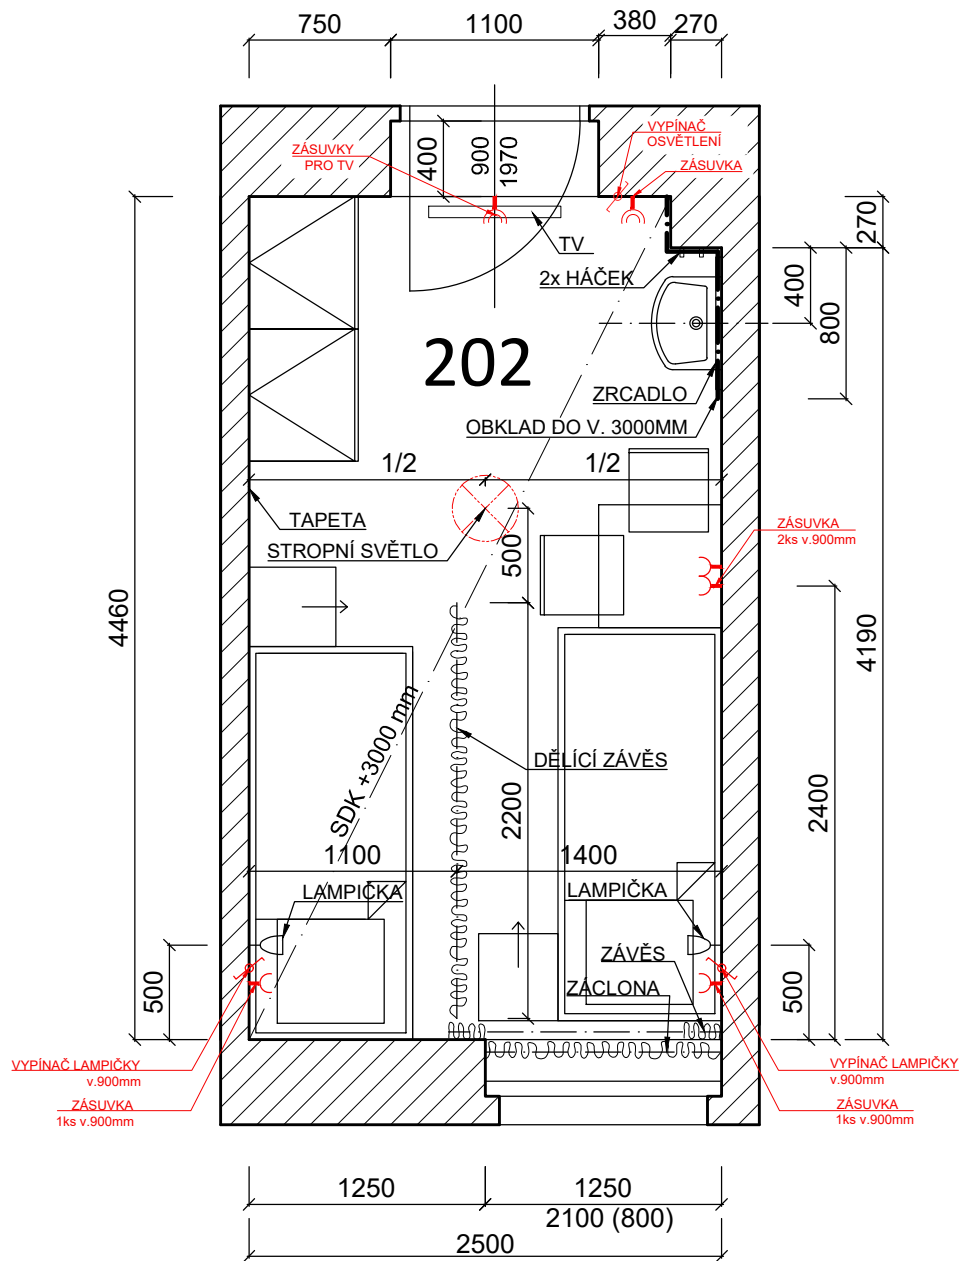 750
1100
380
270
ZÁSUVKY
PRO TV
400
900
1970
VYPÍNAČ
OSVĚTLENÍ
ZÁSUVKA
270
TV
2x HÁČEK
400
800
202
ZRCADLO
OBKLAD DO V. 3000MM
1/2
1/2
TAPETA
STROPNÍ SVĚTLO
500
ZÁSUVKA
2ks v.900mm
4460
4190
SDK +3000 mm
DĚLÍCÍ ZÁVĚS
2200
2400
1100
1400
LAMPIČKA
LAMPIČKA
ZÁVĚS
ZÁCLONA
500
500
VYPÍNAČ LAMPIČKY
v.900mm
ZÁSUVKA
1ks v.900mm
VYPÍNAČ LAMPIČKY
v.900mm
ZÁSUVKA
1ks v.900mm
1250
1250
2100 (800)
2500